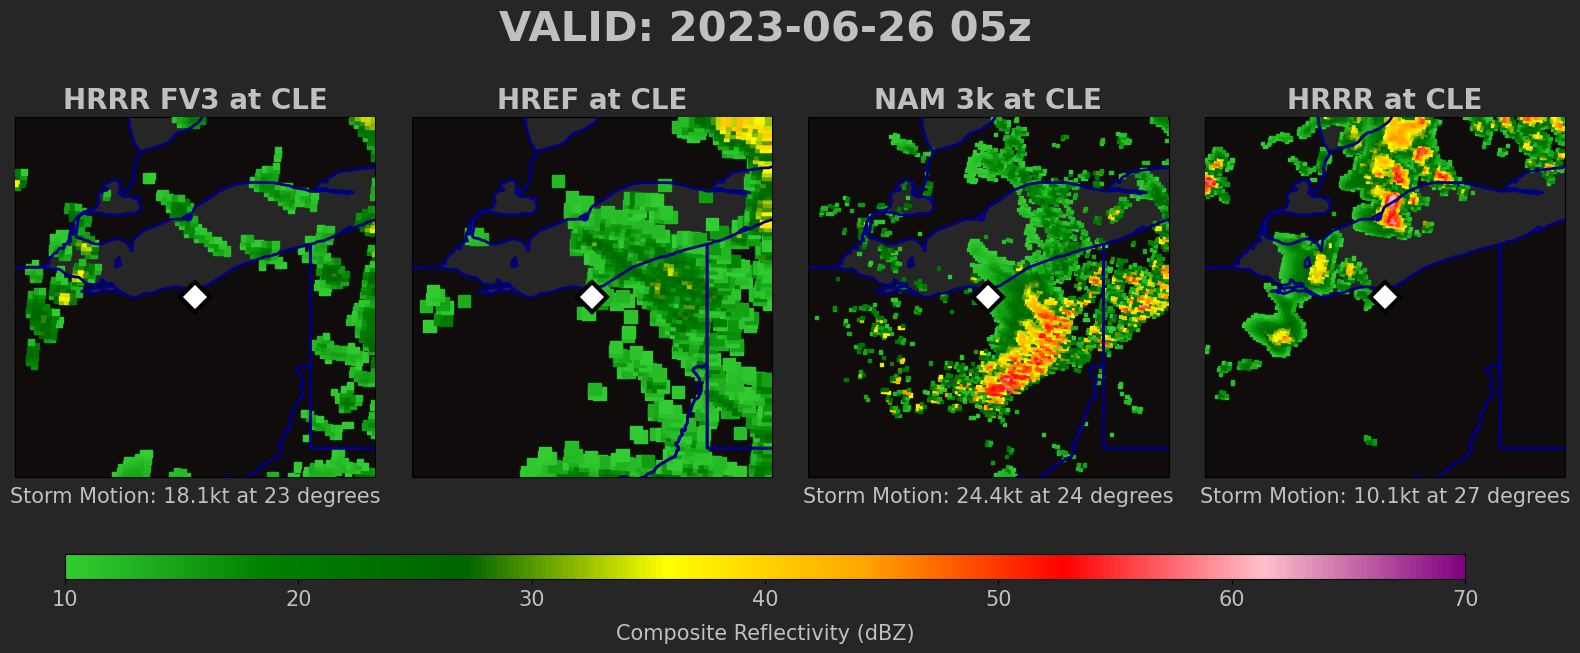 VALID: 2023-06-26 05z
HRRR FV3 at CLE
HREF at CLE
NAM 3k at CLE
HRRR at CLE
Storm Motion: 18.1kt at 23 degrees
Storm Motion: 24.4kt at 24 degrees
Storm Motion: 10.1kt at 27 degrees
10 20 30 40 50 60 70
Composite Reflectivity (dBZ)